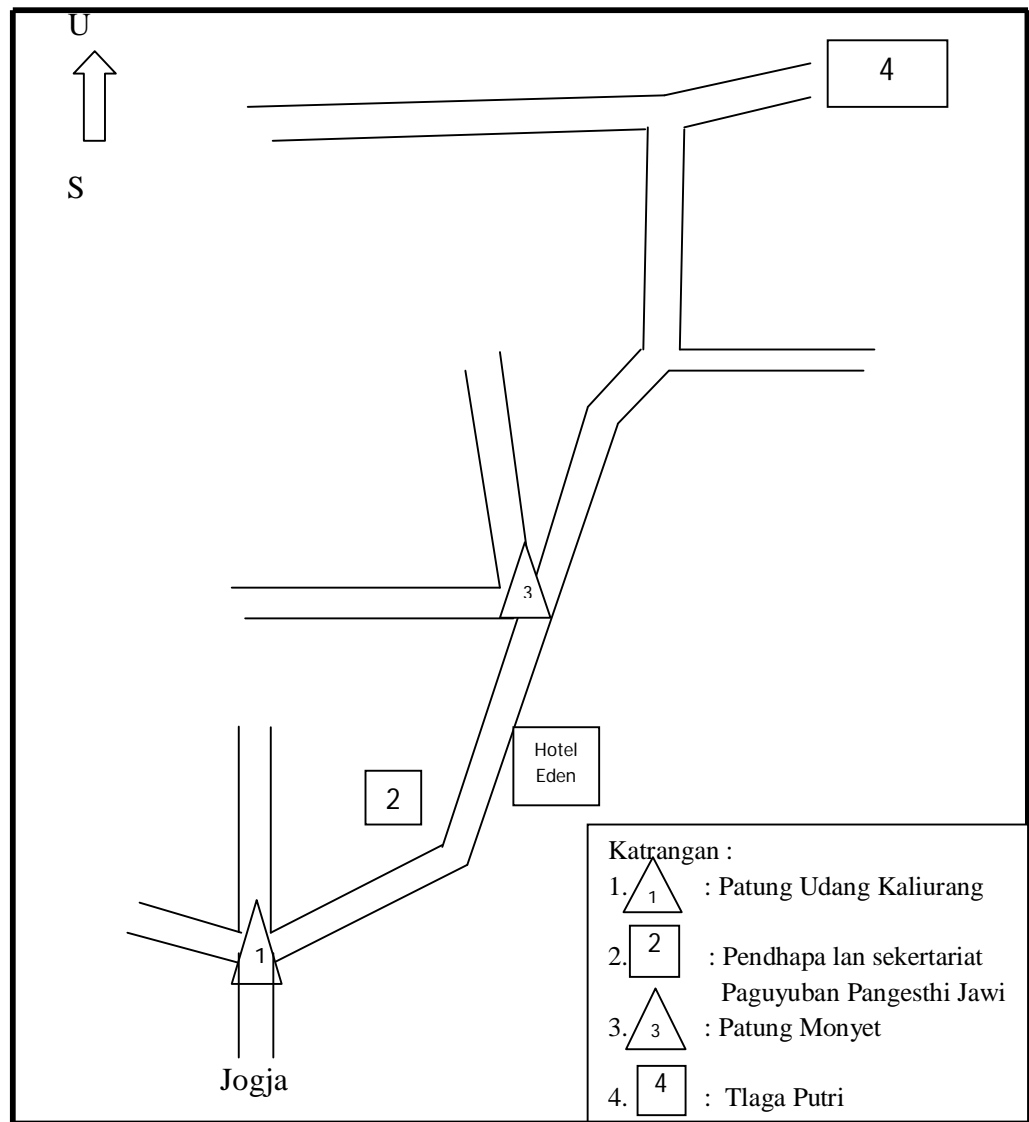 U
4
S
3
Hotel
Eden
2
1
Jogja
Katrangan :
1. 1 : Patung Udang Kaliurang
2. 2 : Pendhapa lan sekertariat
Paguyuban Pangesthi Jawi
3. 3 : Patung Monyet
4. 4 : Tlaga Putri